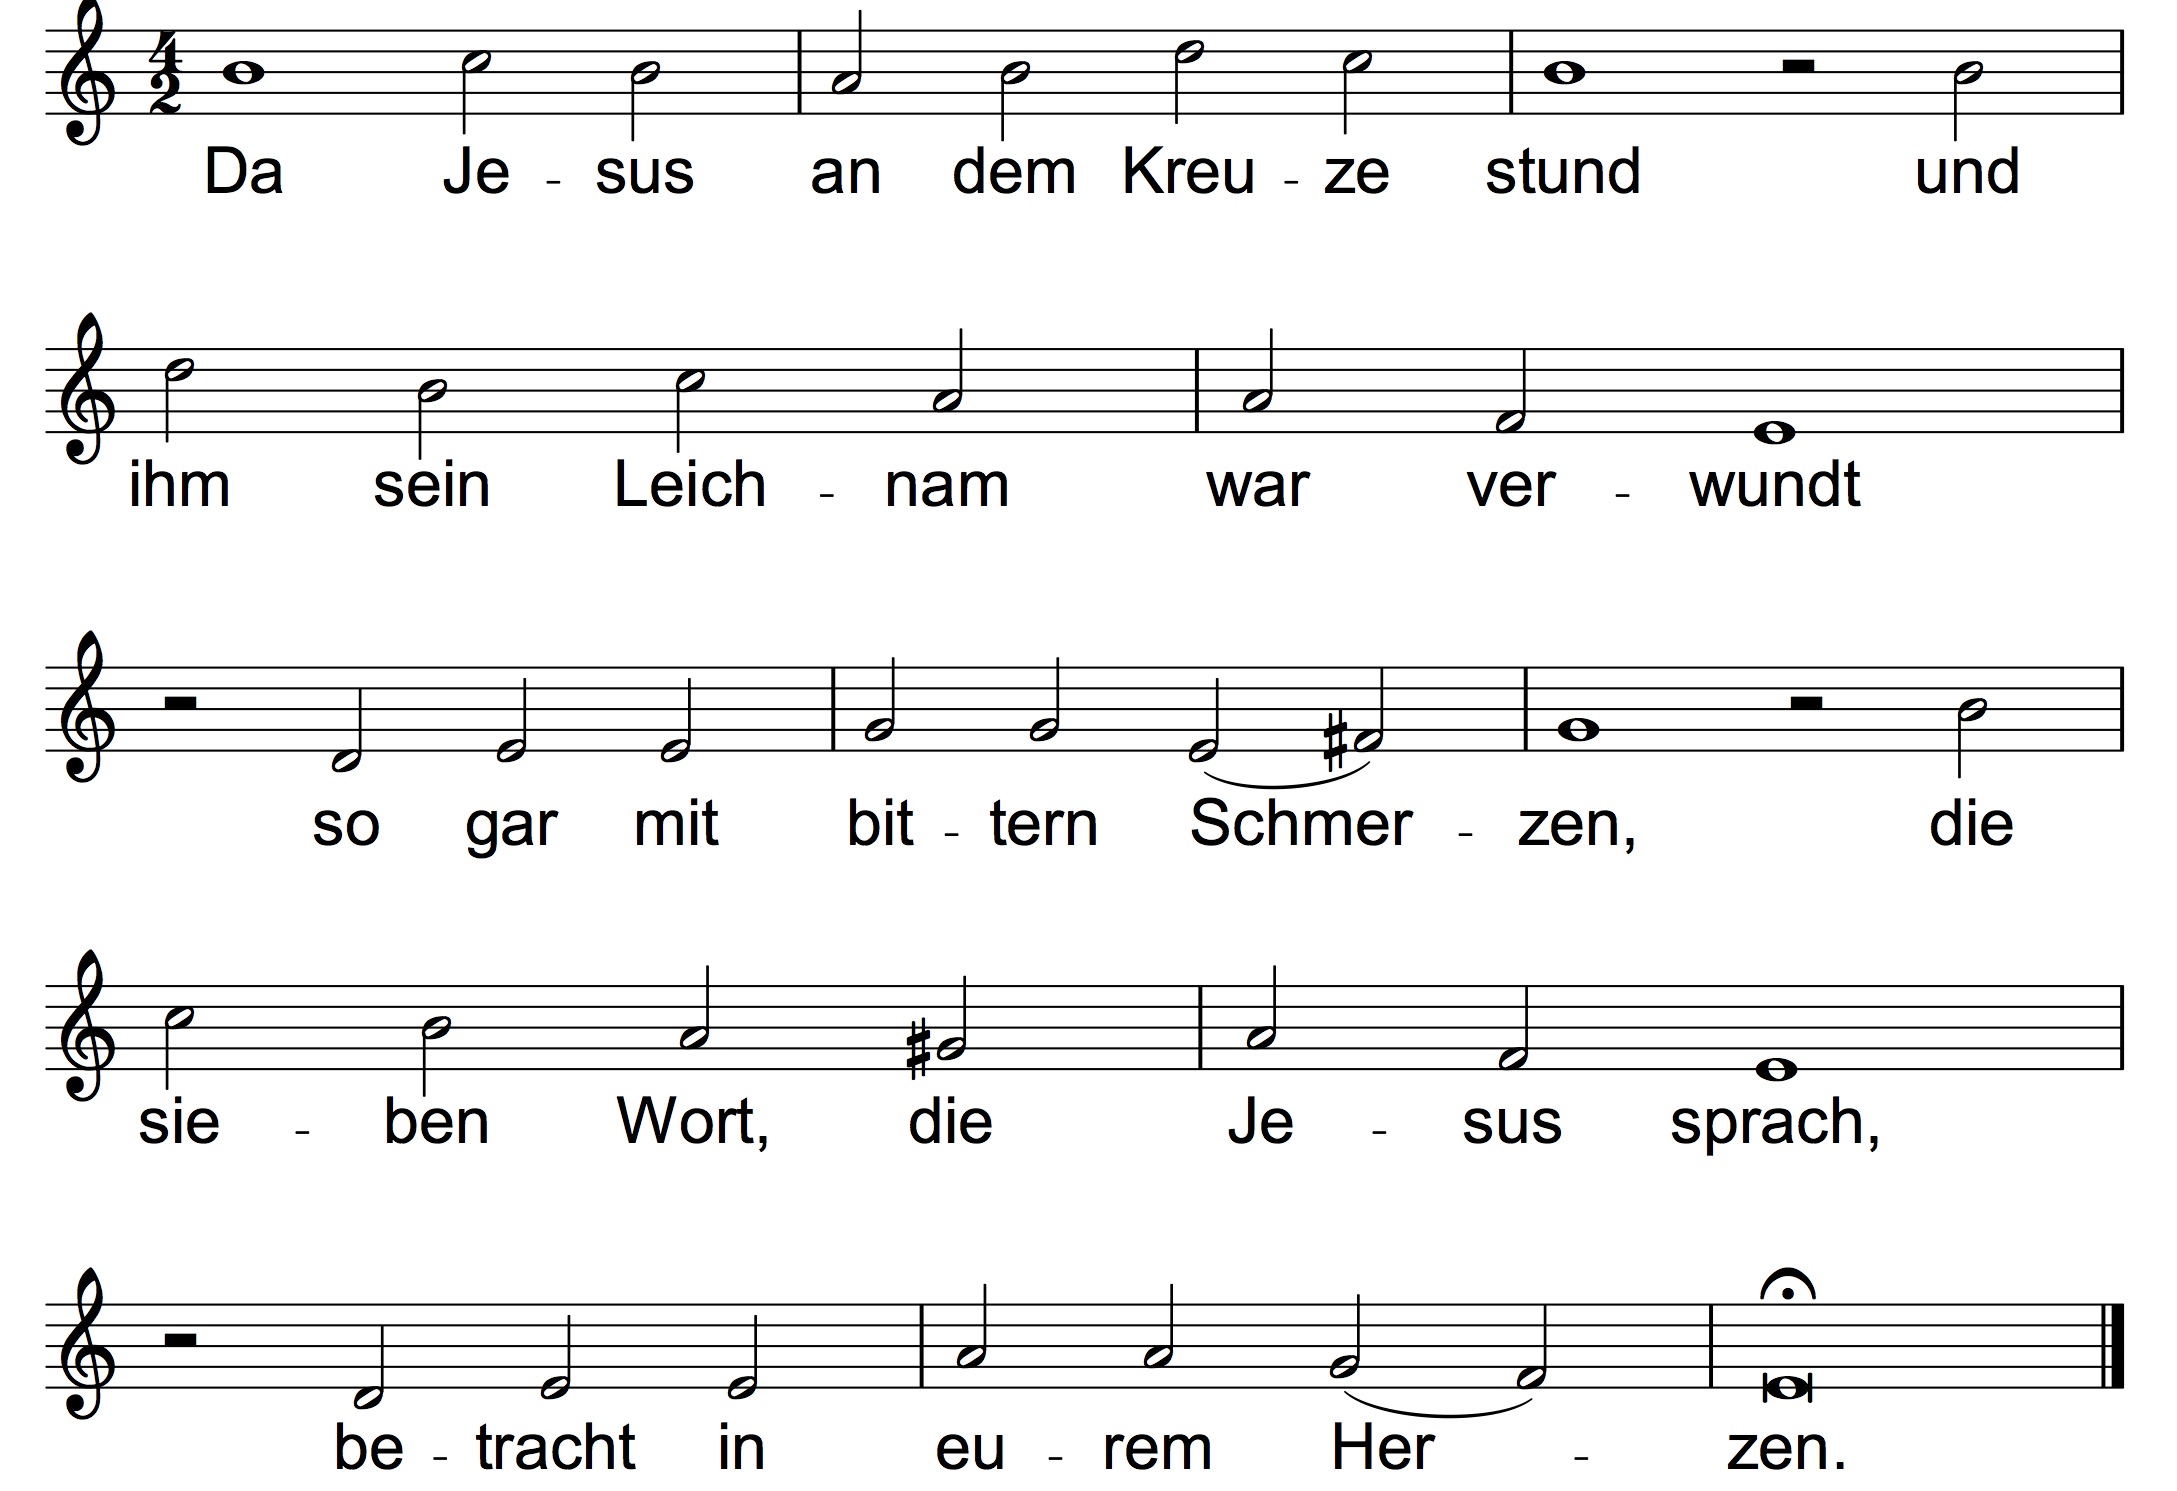 4
2
Da Je - sus an dem Kreu - ze stund und
ihm sein Leich - nam war ver - wundt
so gar mit bit - tern Schmer - zen, die
sie - ben Wort, die Je - sus sprach,
be - tracht in eu - rem Her - zen.